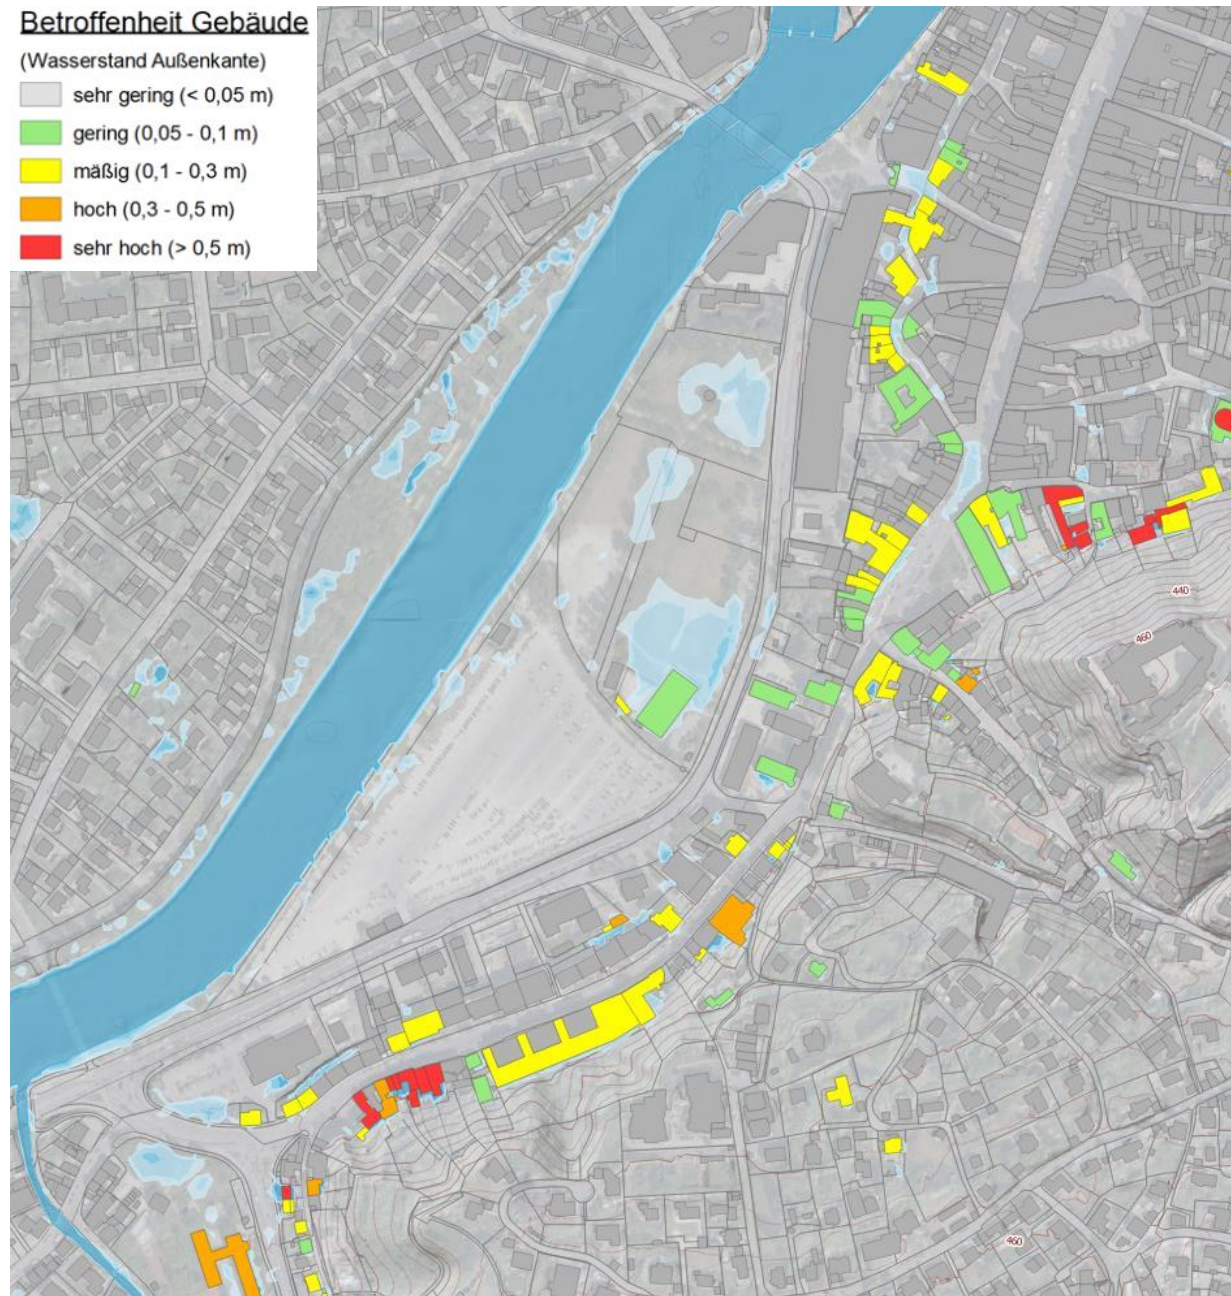 Betroffenheit Gebäude
(Wasserstand Außenkante)
sehr gering (< 0,05 m)
gering (0,05 - 0,1 m)
mäßig (0,1 - 0,3 m)
hoch (0,3 - 0,5 m)
sehr hoch (> 0,5 m)
440
460
460